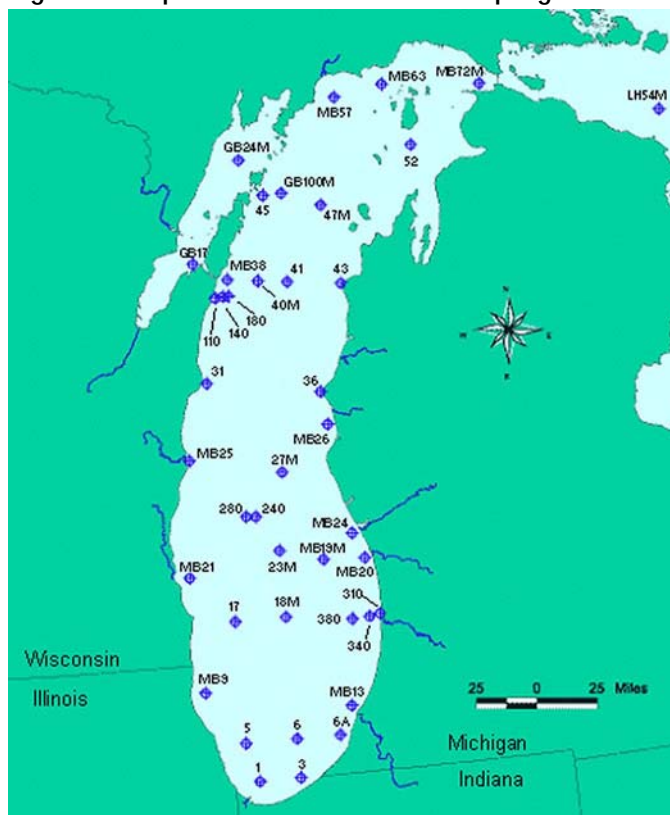 MB63
MB72M
MB57
LH54M
52
GB24M
GB100M
45
47M
GB17
MB38
41
43
40M
180
140
110
N
W
E
31
36
MB26
MB25
27M
280
240
MB24
MB19M
23M
MB20
MB21
310
17
18M
380
340
Wisconsin
Illinois
MB9
MB13
25 0 25 Miles
5
6
6A
Michigan
Indiana
1
3